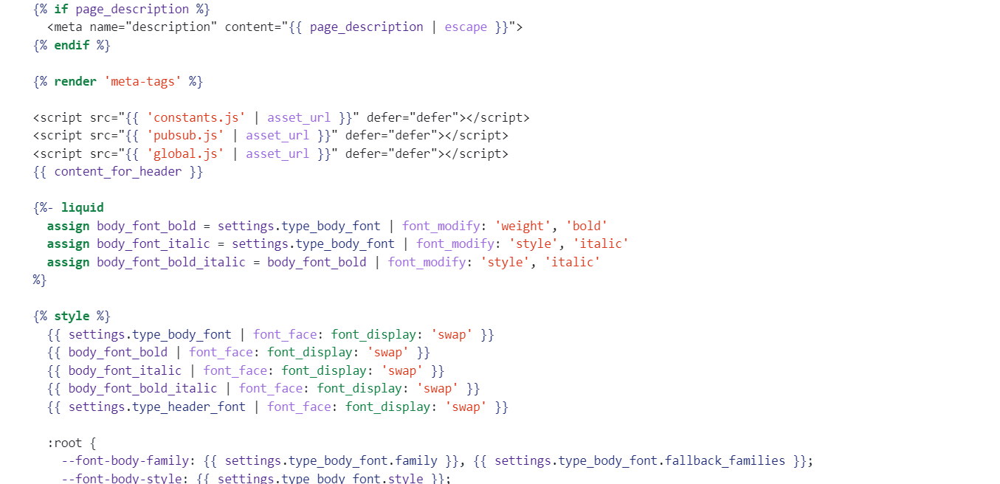 {% if page_description %}
<meta name="description" content="{{ page_description | escape }}">
{% endif %}
{% render 'meta-tags' %}
<script src="{{ 'constants.js' | asset_url }}" defer="defer"></script>
<script src="{{ 'pubsub.js' | asset_url }}" defer="defer"></script>
<script src="{{ 'global.js' | asset_url }}" defer="defer"></script>
{{ content_for_header }}
{%- liquid
assign body_font_bold = settings.type_body_font | font_modify: 'weight', 'bold'
assign body_font_italic = settings.type_body_font | font_modify: 'style', 'italic'
assign body_font_bold_italic = body_font_bold | font_modify: 'style', 'italic'
%}
{% style %}
{{ settings.type_body_font | font_face: font_display: 'swap' }}
{{ body_font_bold | font_face: font_display: 'swap' }}
{{ body_font_italic | font_face: font_display: 'swap' }}
{{ body_font_bold_italic | font_face: font_display: 'swap' }}
{{ settings.type_header_font | font_face: font_display: 'swap' }}
:root {
--font-body-family: {{ settings.type_body_font.family }}, {{ settings.type_body_font.fallback_families }};
--font-body-style: {{ settings.type_body_font.style }};